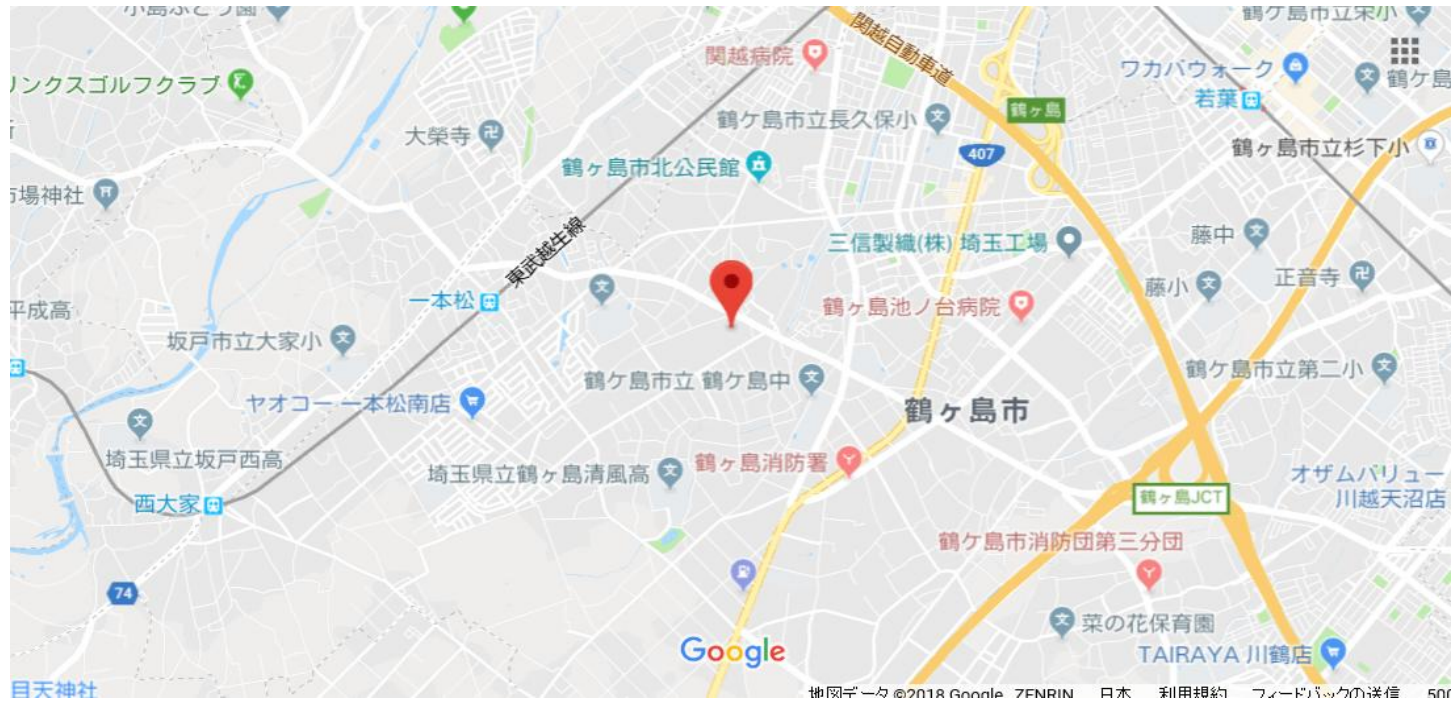 関越自動車道
関越病院
ワカバウォーク
若葉
鶴ヶ島
リンクスゴルフクラブ
大榮寺
鶴ケ島市立長久保小
407
鶴ヶ島市立杉下小
鶴ヶ島市北公民館
市場神社
東武越生線
三信製織(株) 埼玉工場
藤中
正音寺
藤小
平成高
一本松
鶴ヶ島池ノ台病院
坂戸市立大家小
鶴ケ島市立 鶴ケ島中
鶴ケ島市立第二小
ヤオコー 一本松南店
鶴ヶ島市
埼玉県立坂戸西高
埼玉県立鶴ヶ島清風高
鶴ヶ島消防署
オザムバリュー
川越天沼店
西大家
鶴ヶ島JCT
鶴ケ島市消防団第三分団
74
菜の花保育園
Google
TAIRAYA 川鶴店
目天神社
地図データ ©2018 Google, ZENRIN 日本 利用規約 フィードバックの送信 500